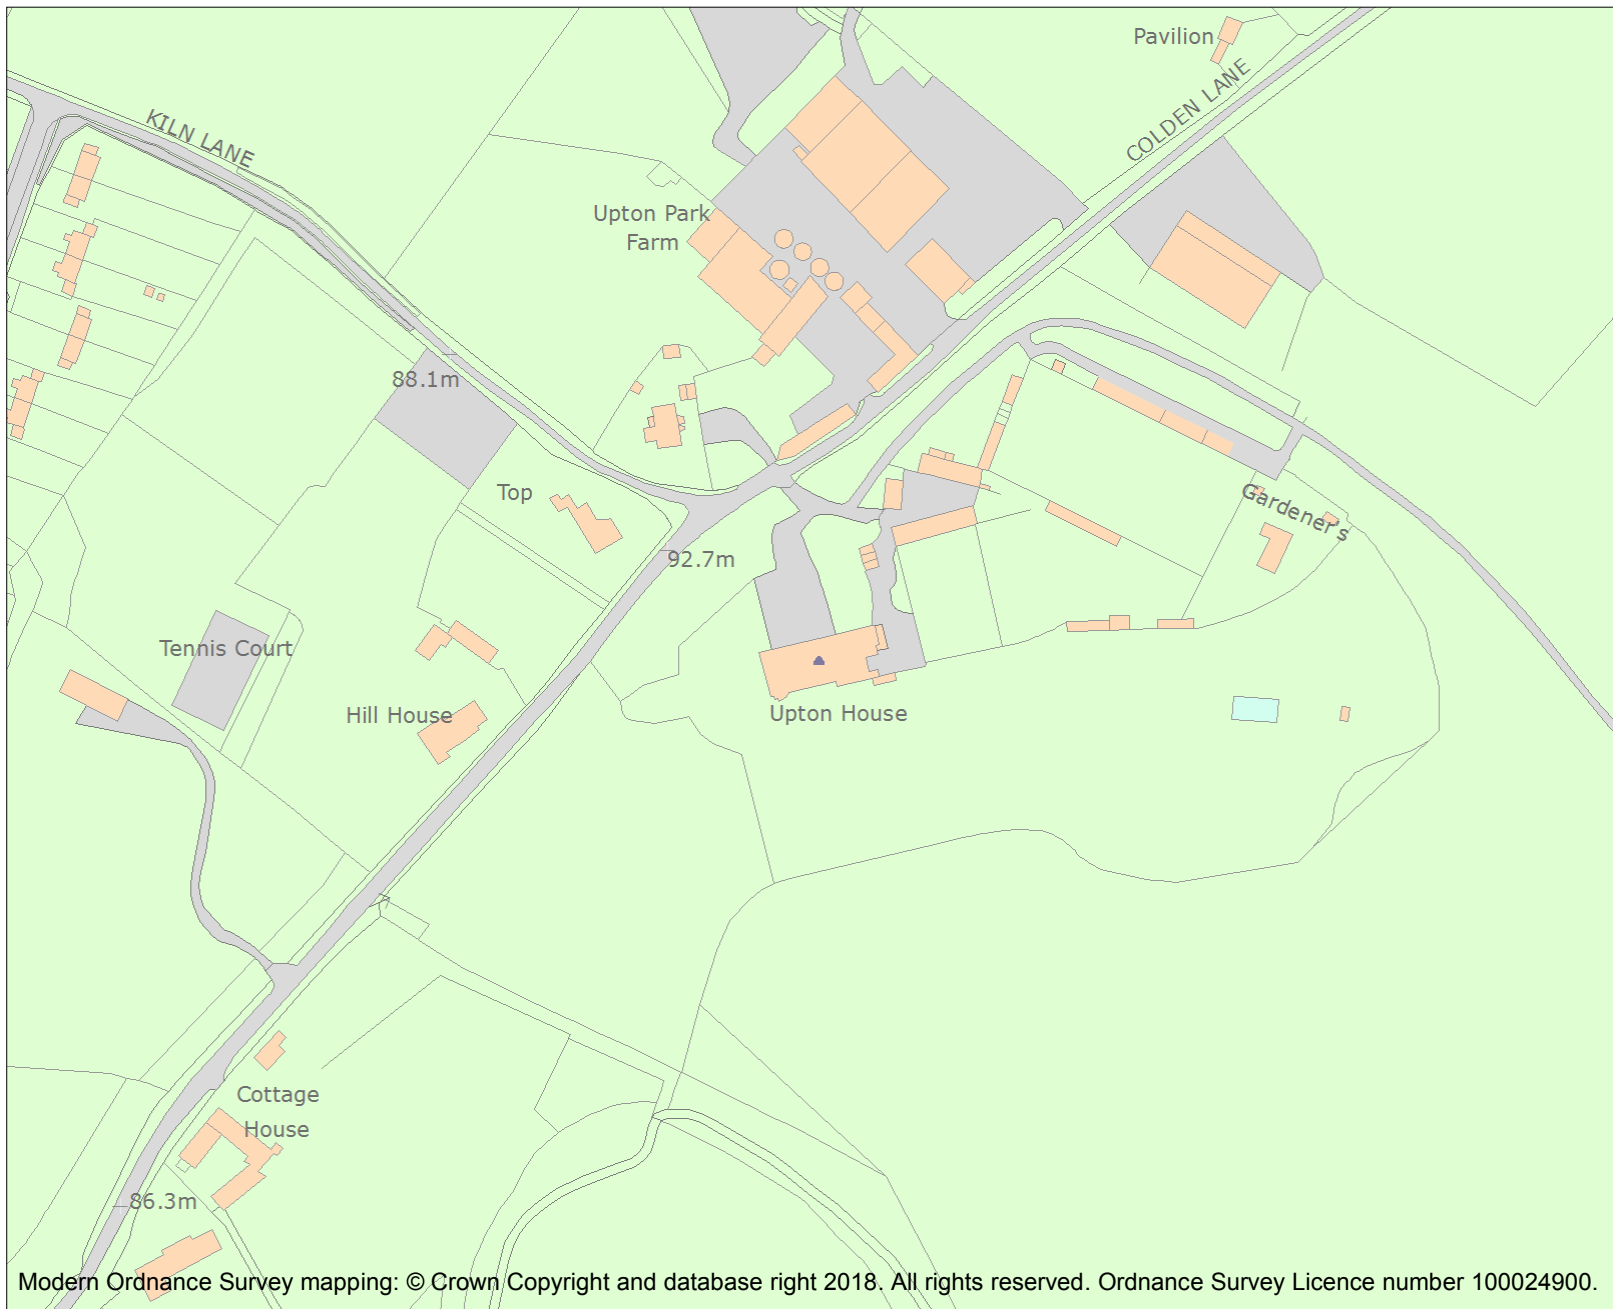 Pavilion
COLDEN LANE
KILN LANE
Upton Park
Farm
88.1m
Top
Gardener's
92.7m
Tennis Court
Hill House
Upton House
Cottage
House
86.3m
Modern Ordnance Survey mapping: © Crown Copyright and database right 2018. All rights reserved. Ordnance Survey Licence number 100024900.